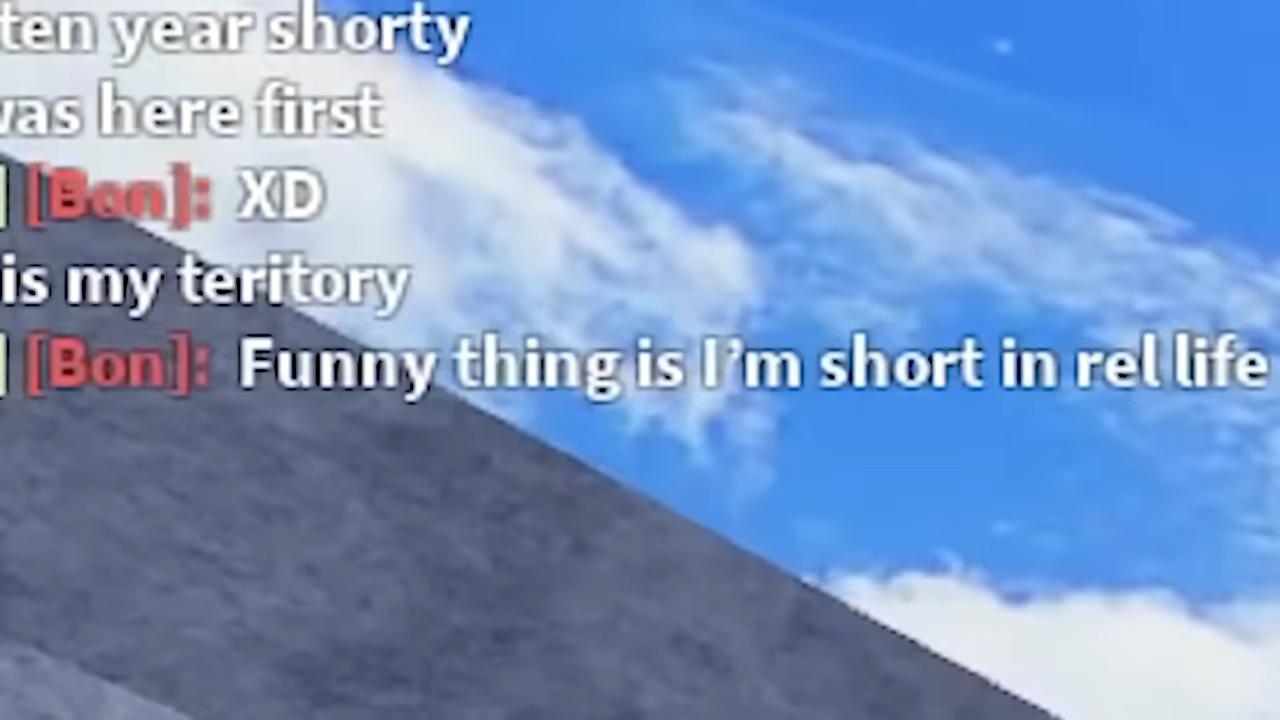 ten year shorty
was here first
[Bon]: XD
is my teritory
[Bon]: Funny thing is I'm short in rel life